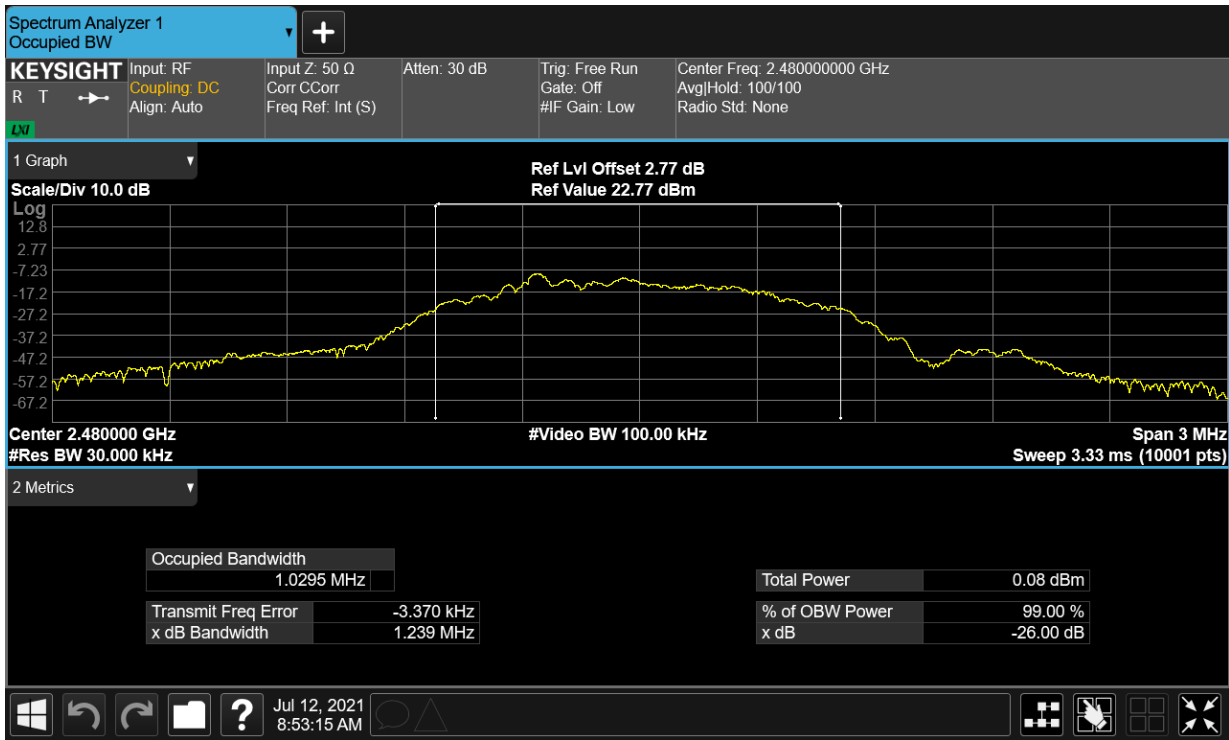 Spectrum Analyzer 1
Occupied BW
▼
+
KEYSIGHT
R T
LXI
Input: RF
Coupling: DC
Align: Auto
Input Z: 50 Ω
Corr CCorr
Freq Ref: Int (S)
Atten: 30 dB
Trig: Free Run
Gate: Off
#IF Gain: Low
Center Freq: 2.480000000 GHz
Avg|Hold: 100/100
Radio Std: None
1 Graph ▼
Scale/Div 10.0 dB
Ref Lvl Offset 2.77 dB
Ref Value 22.77 dBm
Log
12.8
2.77
-7.23
-17.2
-27.2
-37.2
-47.2
-57.2
-67.2
Center 2.480000 GHz
#Res BW 30.000 kHz
#Video BW 100.00 kHz
Span 3 MHz
Sweep 3.33 ms (10001 pts)
2 Metrics ▼
Occupied Bandwidth
1.0295 MHz
Transmit Freq Error -3.370 kHz
x dB Bandwidth 1.239 MHz
Total Power 0.08 dBm
% of OBW Power 99.00 %
x dB -26.00 dB
?
Jul 12, 2021
8:53:15 AM